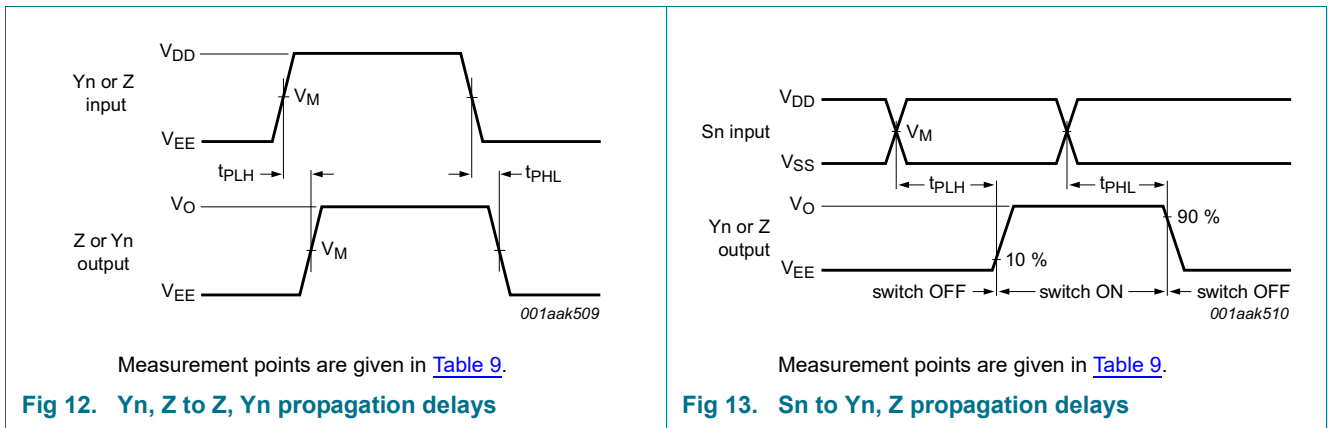 VDD
Yn or Z
input
VM
VEE
tPLH
tPHL
VO
Z or Yn
output
VM
VEE
001aak509
Measurement points are given in Table 9.
Fig 12. Yn, Z to Z, Yn propagation delays
VDD
Sn input
VM
VSS
tPLH
tPHL
VO
Yn or Z
output
90 %
10 %
VEE
switch OFF
switch ON
switch OFF
001aak510
Measurement points are given in Table 9.
Fig 13. Sn to Yn, Z propagation delays